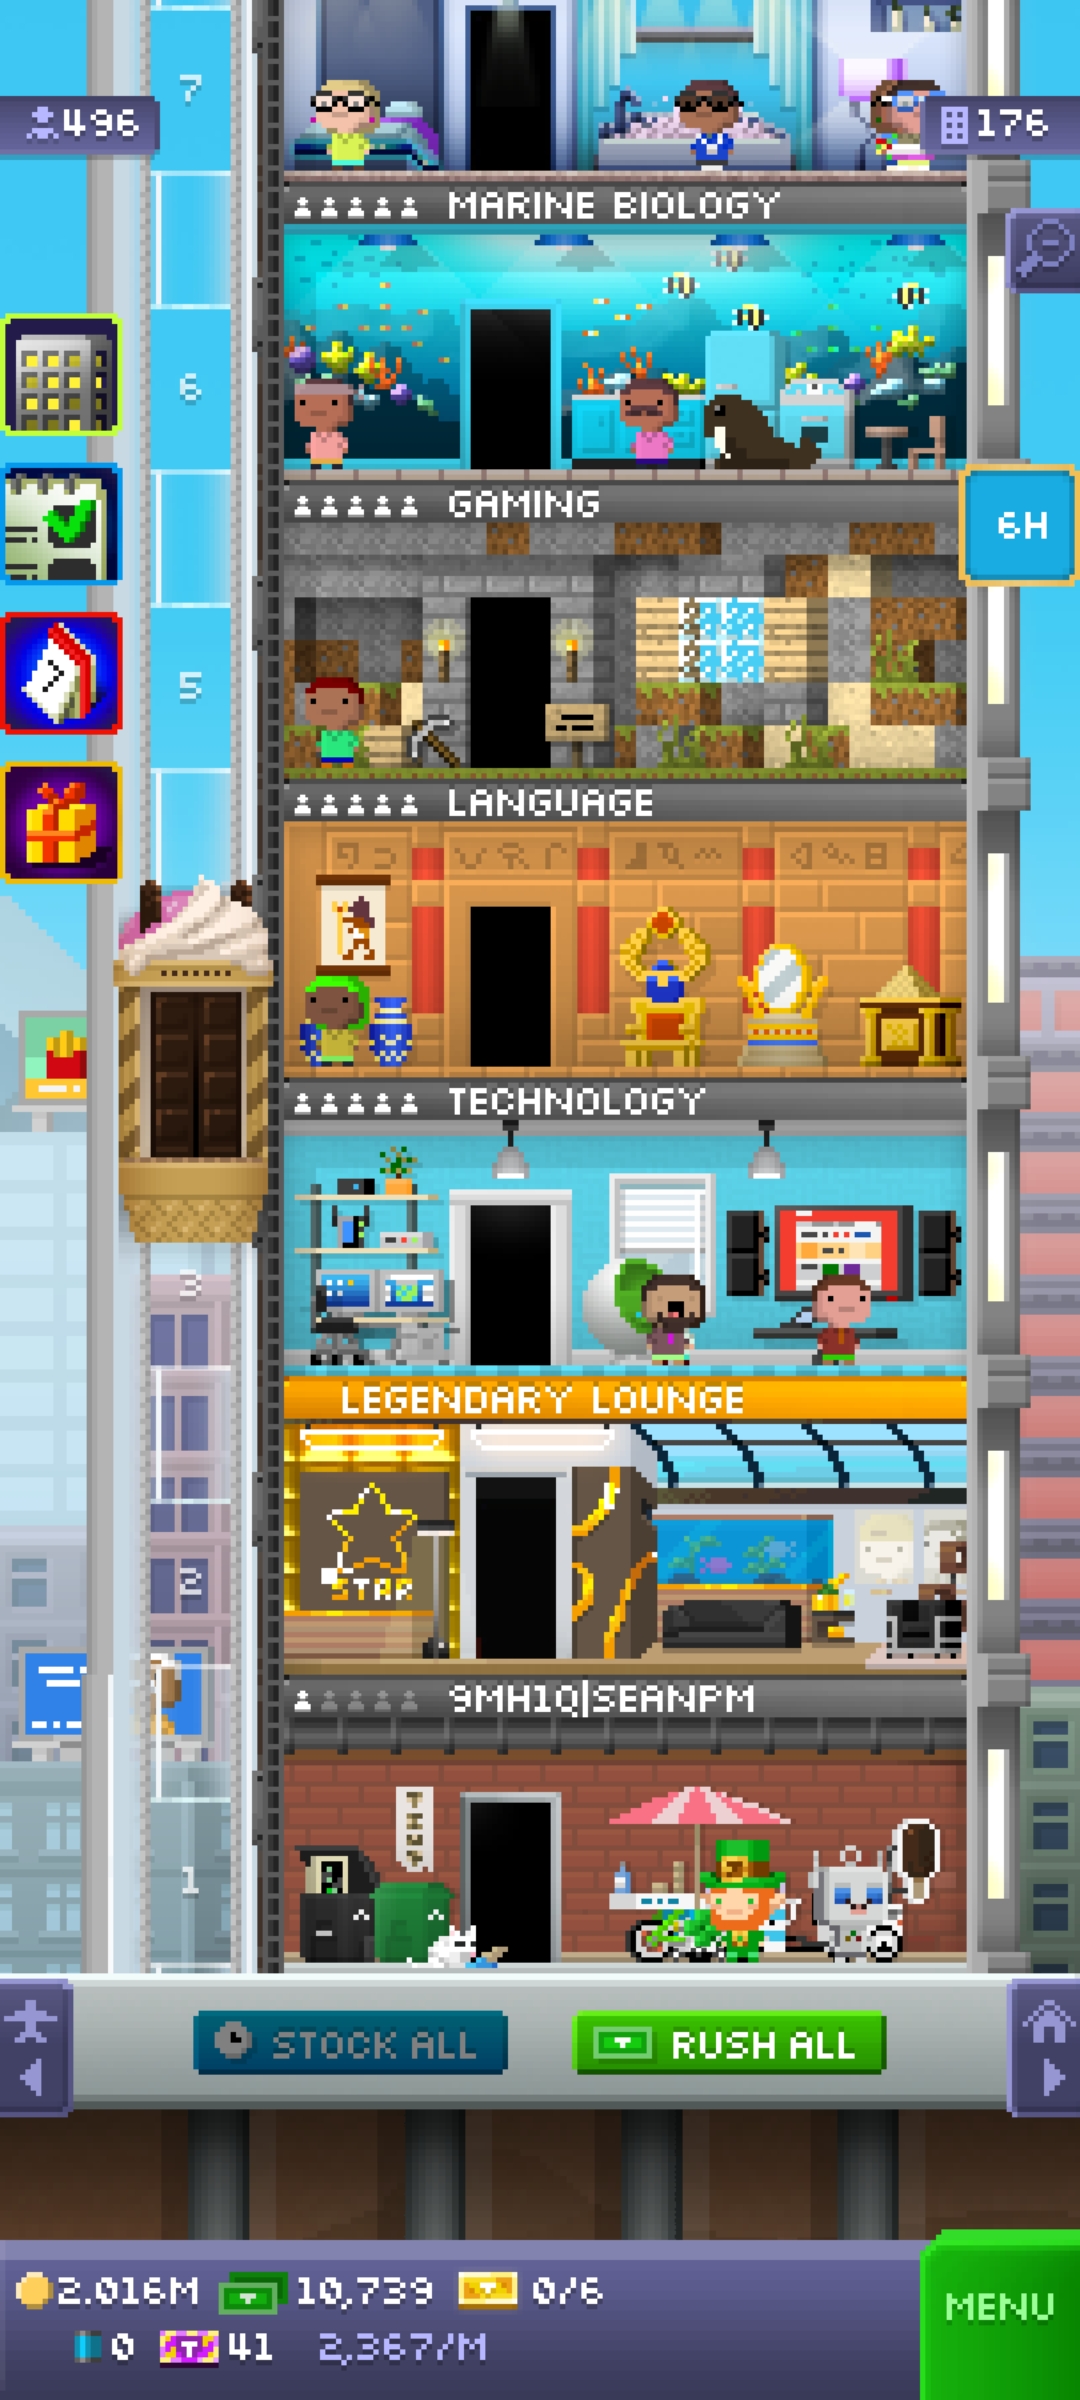 7
496
176
MARINE BIOLOGY
6
GAMING
6H
5
LANGUAGE
TECHNOLOGY
3
LEGENDARY LOUNGE
STAR
2
9MH1Q|SEANPM
1
STOCK ALL
RUSH ALL
2.016M
10,739
0/6
MENU
0
41
2,367/M